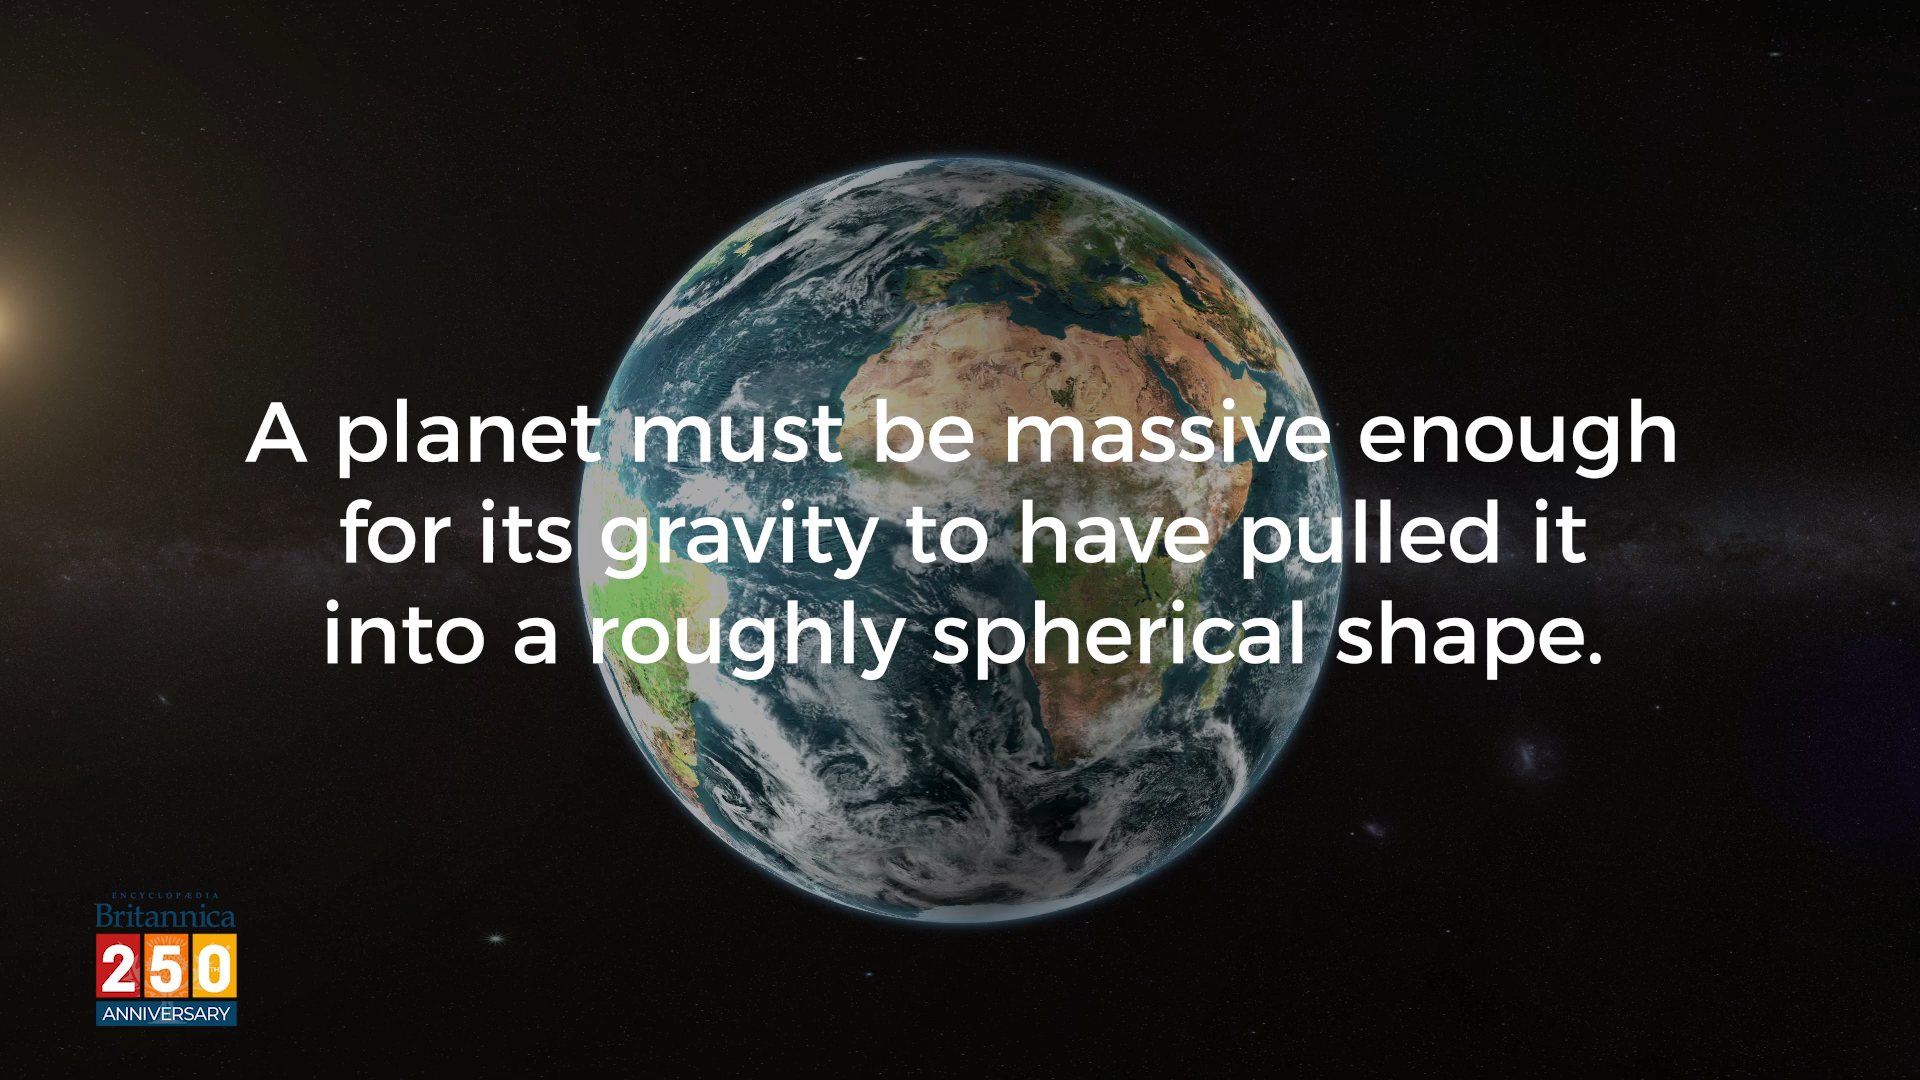 A planet must be massive enough
for its gravity to have pulled it
into a roughly spherical shape.
ENCYCLOPÆDIA
Britannica
250TH
ANNIVERSARY